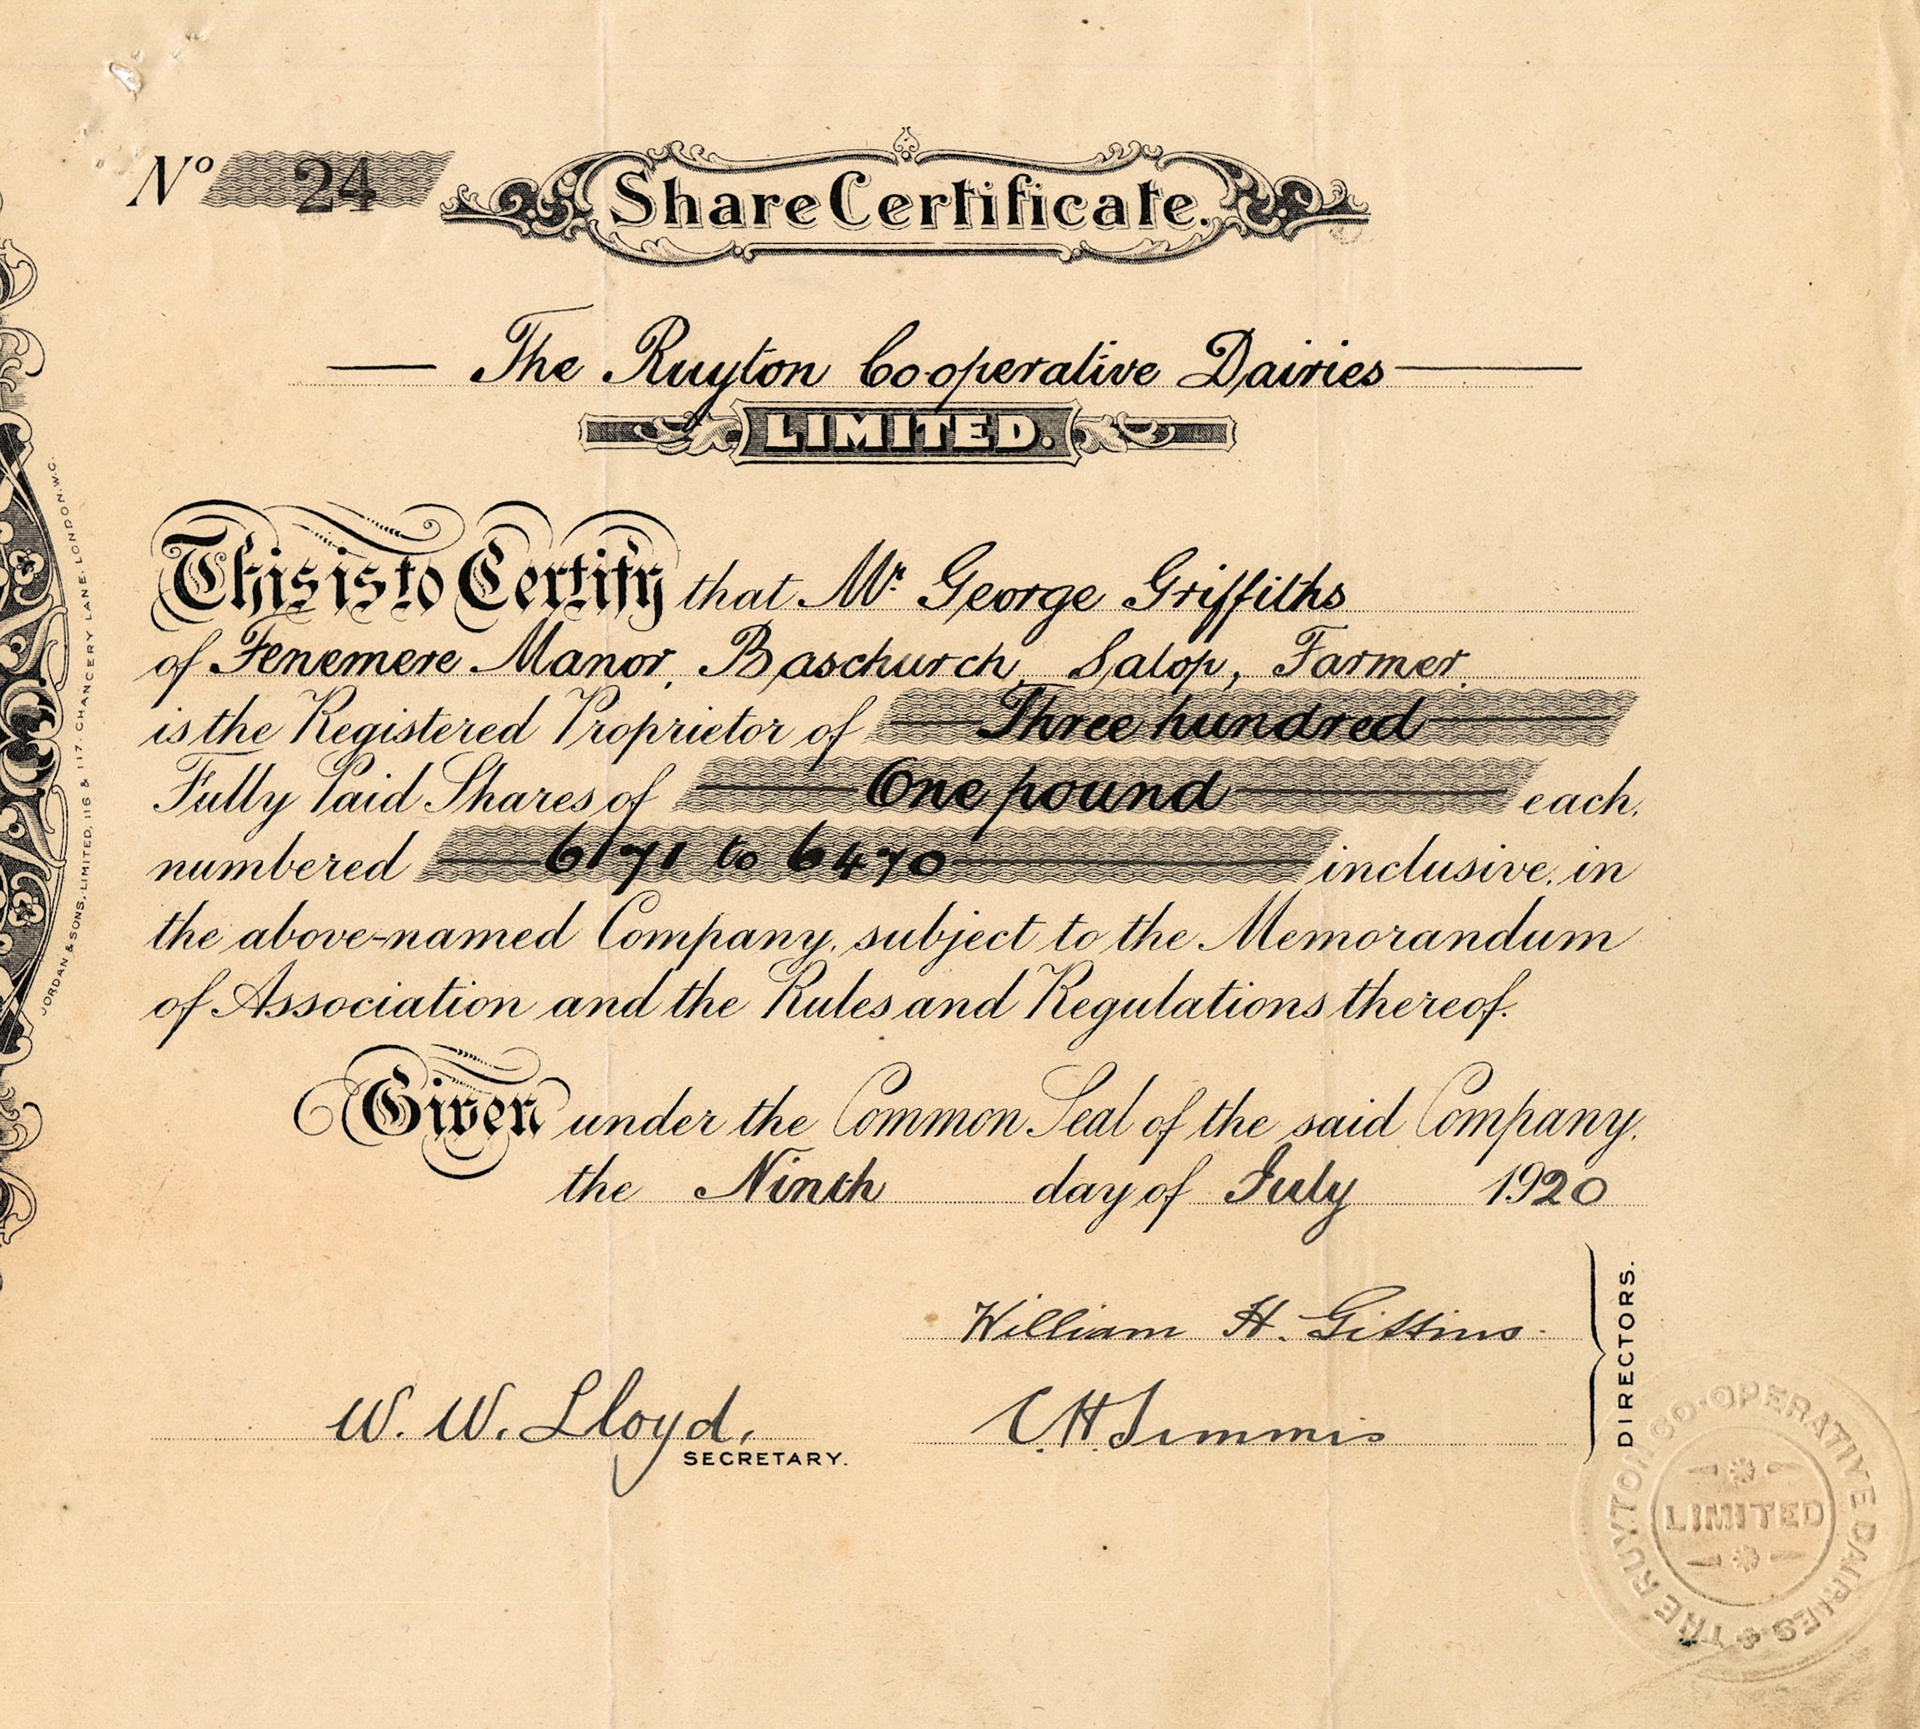 Nº 24
Share Certificate.
The Ruyton Co-operative Dairies
LIMITED.
This is to Certify that Mr. George Griffiths
of Fenemere Manor, Baschurch, Salop, Farmer,
is the Registered Proprietor of Three hundred
Fully Paid Shares of One pound each,
numbered 6171 to 6470 inclusive, in
the above-named Company, subject to the Memorandum
of Association and the Rules and Regulations thereof.
Given under the Common Seal of the said Company,
the Ninth day of July 1920
William H. Gittins.
C. H. Timmis
DIRECTORS.
W. W. Lloyd,
SECRETARY.
JORDAN & SONS, LIMITED, 116 & 117, CHANCERY LANE, LONDON, W.C.
THE RUYTON CO-OPERATIVE DAIRIES
LIMITED